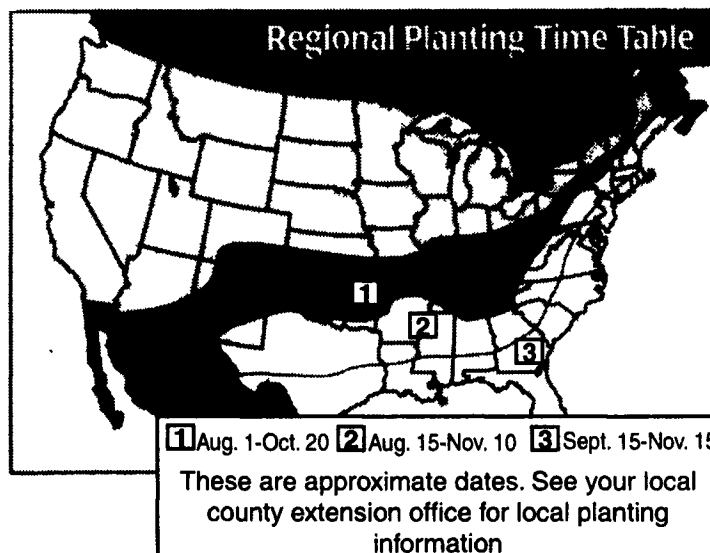 Regional Planting Time Table
1
2
3
1 Aug. 1-Oct. 20 2 Aug. 15-Nov. 10 3 Sept. 15-Nov. 15
These are approximate dates. See your local
county extension office for local planting
information